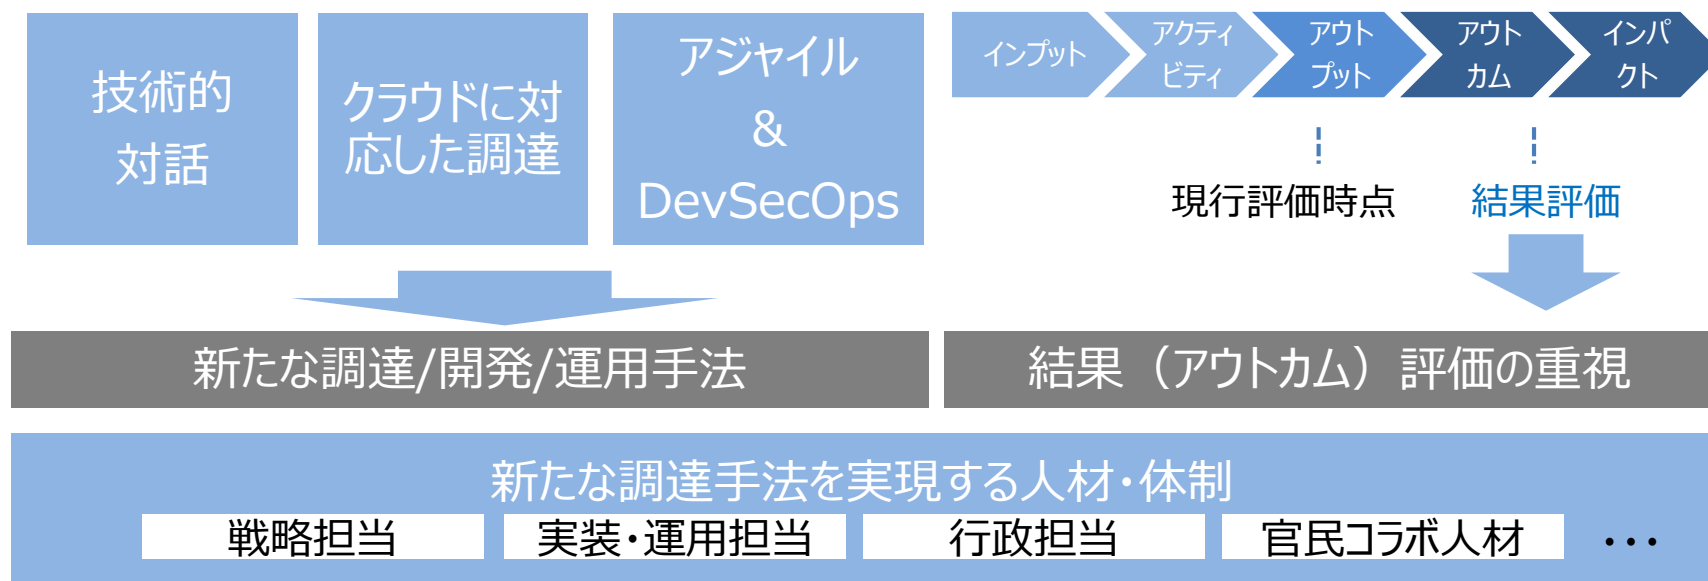 技術的
対話
クラウドに対
応した調達
アジャイル
&
DevSecOps
インプット
アクティ
ビティ
アウト
プット
アウト
カム
インパ
クト
現行評価時点
結果評価
新たな調達/開発/運用手法
結果（アウトカム）評価の重視
新たな調達手法を実現する人材・体制
戦略担当
実装・運用担当
行政担当
官民コラボ人材
・・・